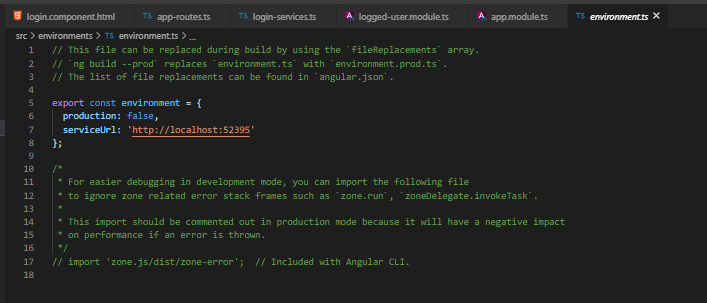 login.component.html
TS app-routes.ts
TS login-services.ts
logged-user.module.ts
app.module.ts
TS environment.ts ×
src > environments > TS environment.ts > ...
1 // This file can be replaced during build by using the `fileReplacements` array.
2 // `ng build --prod` replaces `environment.ts` with `environment.prod.ts`.
3 // The list of file replacements can be found in `angular.json`.
4
5 export const environment = {
6 production: false,
7 serviceUrl: 'http://localhost:52395'
8 };
9
10 /*
11 * For easier debugging in development mode, you can import the following file
12 * to ignore zone related error stack frames such as `zone.run`, `zoneDelegate.invokeTask`.
13 *
14 * This import should be commented out in production mode because it will have a negative impact
15 * on performance if an error is thrown.
16 */
17 // import 'zone.js/dist/zone-error';  // Included with Angular CLI.
18